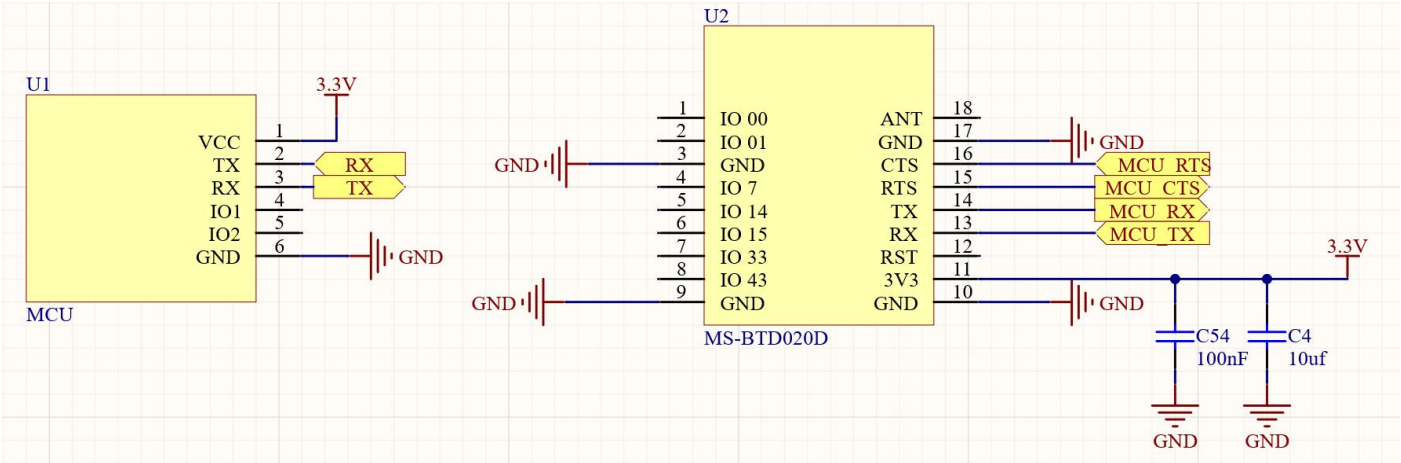 U1
3.3V
VCC 1
TX 2 RX
RX 3 TX
IO1 4
IO2 5
GND 6 GND
MCU
U2
1 IO 00
2 IO 01
GND 3 GND
4 IO 7
5 IO 14
6 IO 15
7 IO 33
8 IO 43
GND 9 GND
ANT 18
GND 17 GND
CTS 16 MCU_RTS
RTS 15 MCU_CTS
TX 14 MCU_RX
RX 13 MCU_TX
RST 12
3V3 11
GND 10 GND
MS-BTD020D
3.3V
C54
100nF
GND
C4
10uf
GND